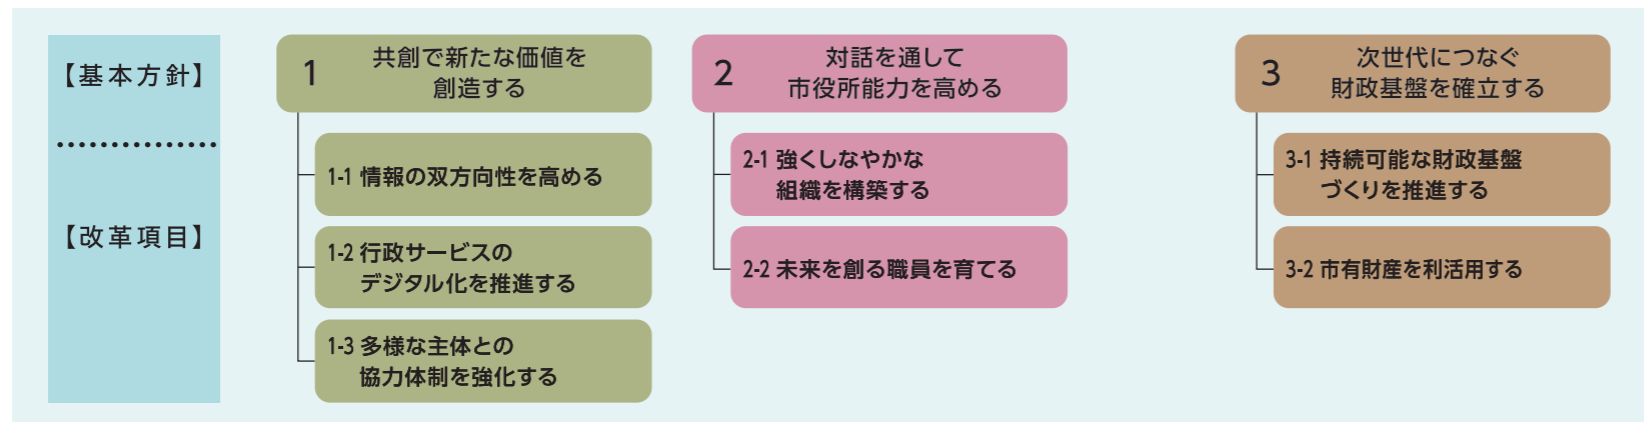 【基本方針】
【改革項目】
1
共創で新たな価値を
創造する
1-1 情報の双方向性を高める
1-2 行政サービスの
デジタル化を推進する
1-3 多様な主体との
協力体制を強化する
2
対話を通して
市役所能力を高める
2-1 強くしなやかな
組織を構築する
2-2 未来を創る職員を育てる
3
次世代につなぐ
財政基盤を確立する
3-1 持続可能な財政基盤
づくりを推進する
3-2 市有財産を利活用する